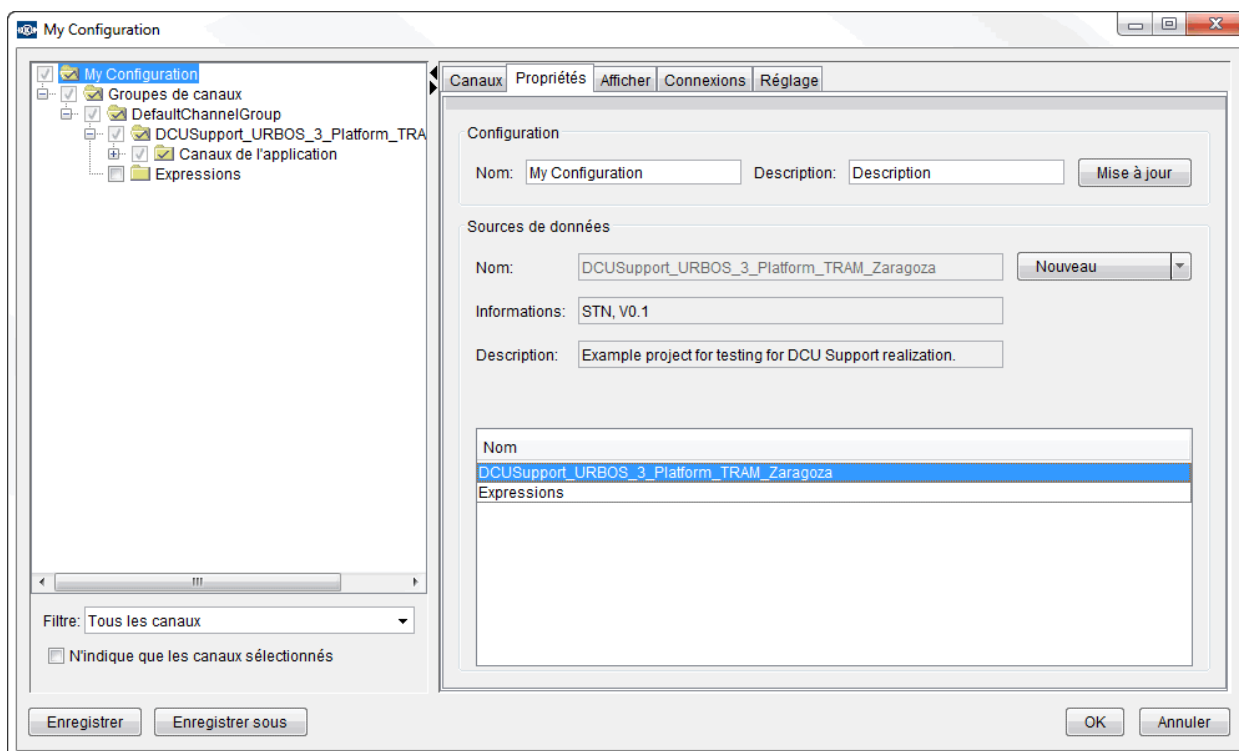 My Configuration
My Configuration
Groupes de canaux
DefaultChannelGroup
DCUSupport_URBOS_3_Platform_TRA
Canaux de l'application
Expressions
Filtre: Tous les canaux
N'indique que les canaux sélectionnés
Canaux Propriétés Afficher Connexions Réglage
Configuration
Nom: My Configuration Description: Description Mise à jour
Sources de données
Nom: DCUSupport_URBOS_3_Platform_TRAM_Zaragoza Nouveau
Informations: STN, V0.1
Description: Example project for testing for DCU Support realization.
Nom
DCUSupport_URBOS_3_Platform_TRAM_Zaragoza
Expressions
Enregistrer Enregistrer sous OK Annuler